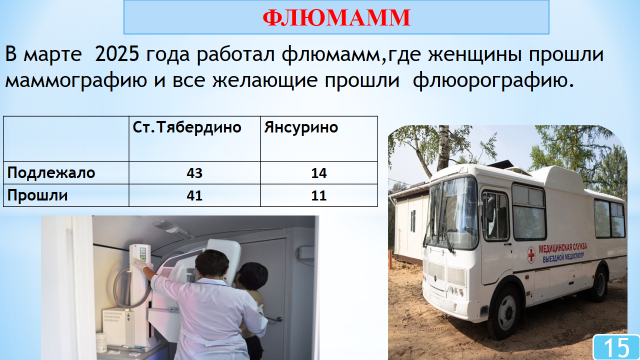 ФЛЮМАММ
В марте 2025 года работал флюмамм,где женщины прошли
маммографию и все желающие прошли флюорографию.
Ст.Тябердино Янсурино
Подлежало 43 14
Прошли 41 11
МЕДИЦИНСКАЯ СЛУЖБА
ВЫЕЗДНОЙ МЕДОСМОТР
15